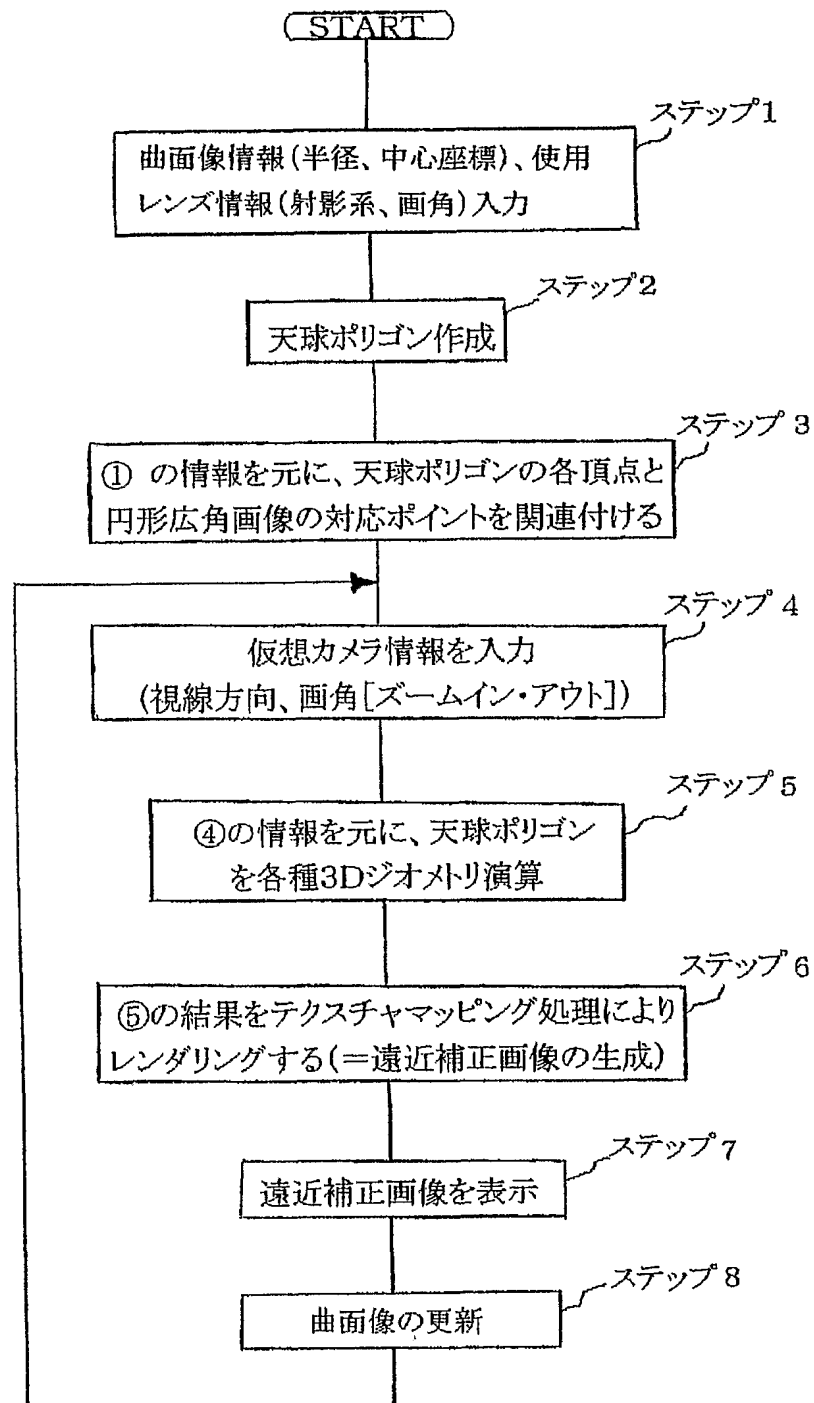 START
ステップ1
曲面像情報(半径、中心座標)、使用
レンズ情報(射影系、画角)入力
ステップ2
天球ポリゴン作成
ステップ3
① の情報を元に、天球ポリゴンの各頂点と
円形広角画像の対応ポイントを関連付ける
ステップ4
仮想カメラ情報を入力
(視線方向、画角[ズームイン・アウト])
ステップ5
④の情報を元に、天球ポリゴン
を各種3Dジオメトリ演算
ステップ6
⑤の結果をテクスチャマッピング処理により
レンダリングする(=遠近補正画像の生成)
ステップ7
遠近補正画像を表示
ステップ8
曲面像の更新